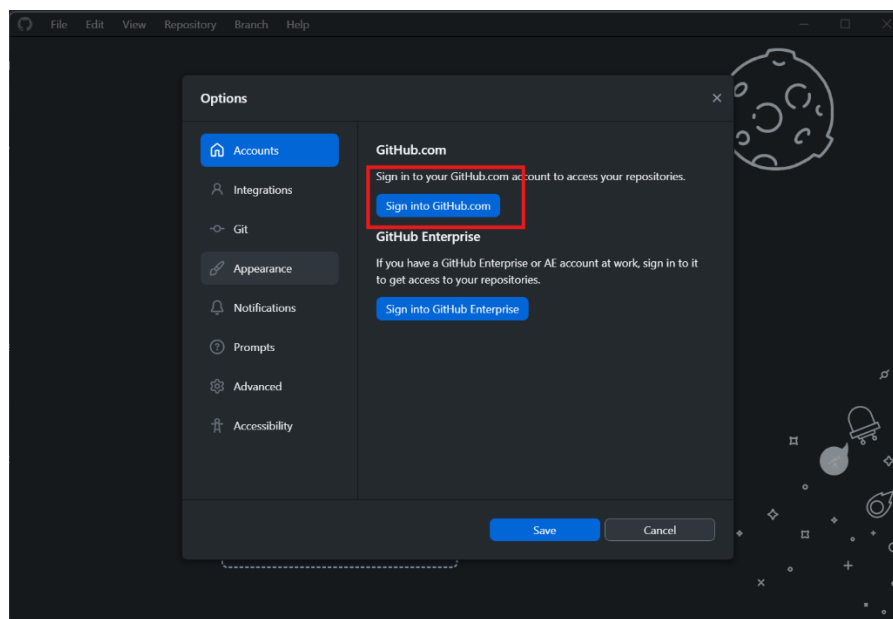 File Edit View Repository Branch Help
Options
Accounts
Integrations
Git
Appearance
Notifications
Prompts
Advanced
Accessibility
GitHub.com
Sign in to your GitHub.com account to access your repositories.
Sign into GitHub.com
GitHub Enterprise
If you have a GitHub Enterprise or AE account at work, sign in to it
to get access to your repositories.
Sign into GitHub Enterprise
Save Cancel